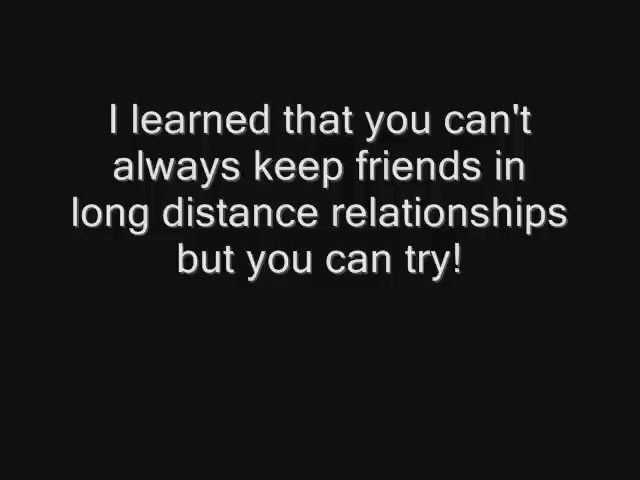 I learned that you can't
always keep friends in
long distance relationships
but you can try!